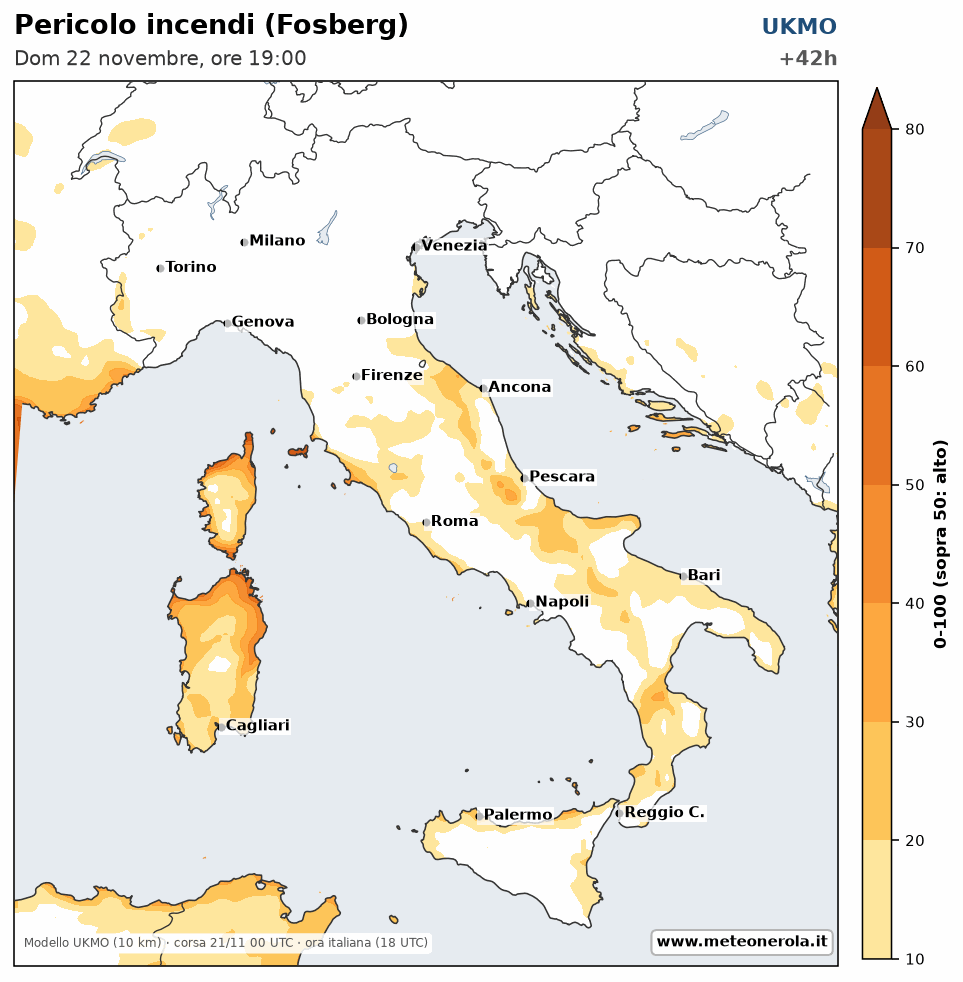 Pericolo incendi (Fosberg)
UKMO
Dom 22 novembre, ore 19:00
+42h
Milano
Venezia
Torino
Genova
Bologna
Firenze
Ancona
Pescara
Roma
Bari
Napoli
Cagliari
Palermo
Reggio C.
80
70
60
50
40
30
20
10
0-100 (sopra 50: alto)
Modello UKMO (10 km) · corsa 21/11 00 UTC · ora italiana (18 UTC)
www.meteonerola.it